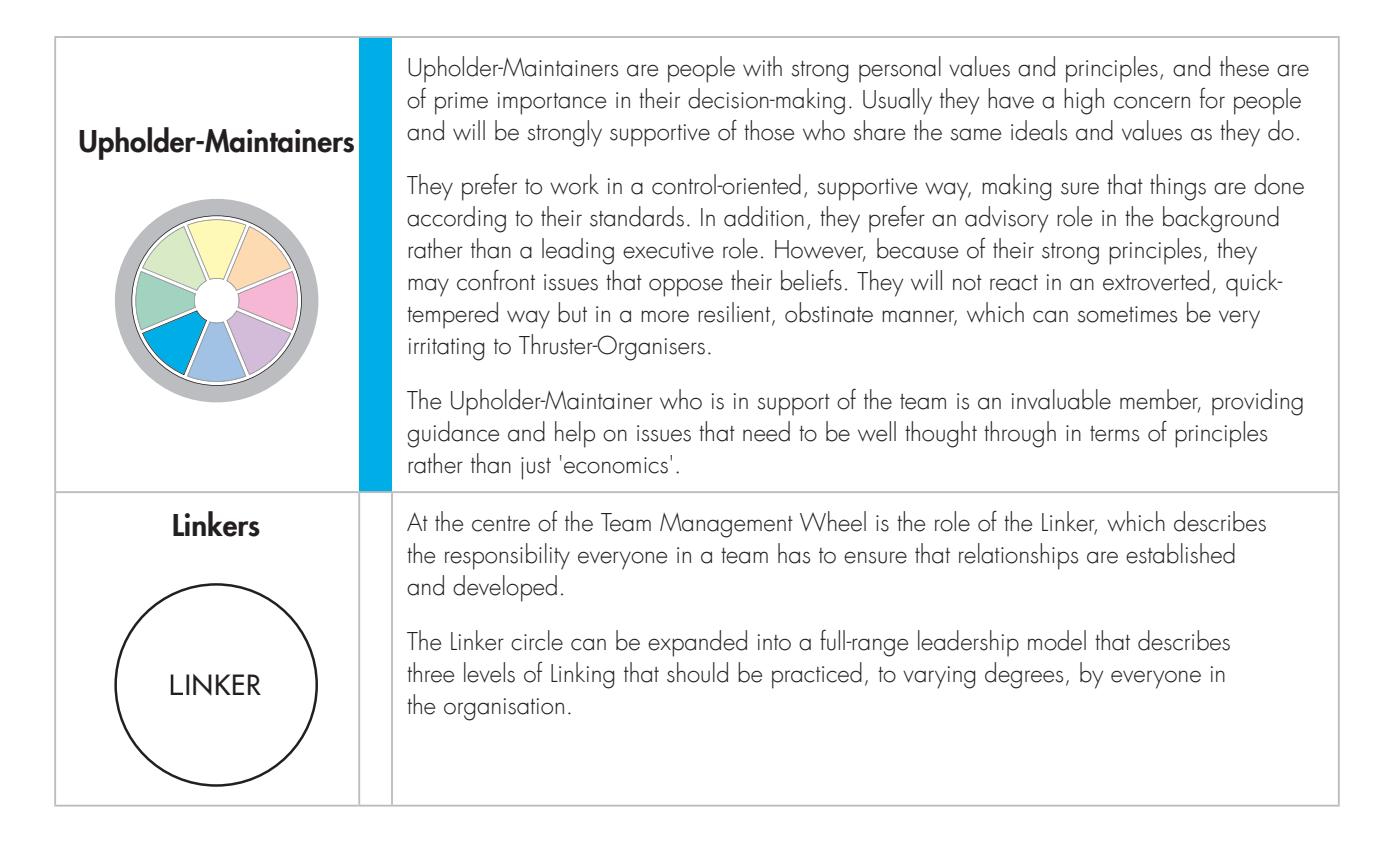 Upholder-Maintainers
Upholder-Maintainers are people with strong personal values and principles, and these are
of prime importance in their decision-making. Usually they have a high concern for people
and will be strongly supportive of those who share the same ideals and values as they do.
They prefer to work in a control-oriented, supportive way, making sure that things are done
according to their standards. In addition, they prefer an advisory role in the background
rather than a leading executive role. However, because of their strong principles, they
may confront issues that oppose their beliefs. They will not react in an extroverted, quick-
tempered way but in a more resilient, obstinate manner, which can sometimes be very
irritating to Thruster-Organisers.
The Upholder-Maintainer who is in support of the team is an invaluable member, providing
guidance and help on issues that need to be well thought through in terms of principles
rather than just 'economics'.
Linkers
LINKER
At the centre of the Team Management Wheel is the role of the Linker, which describes
the responsibility everyone in a team has to ensure that relationships are established
and developed.
The Linker circle can be expanded into a full-range leadership model that describes
three levels of Linking that should be practiced, to varying degrees, by everyone in
the organisation.